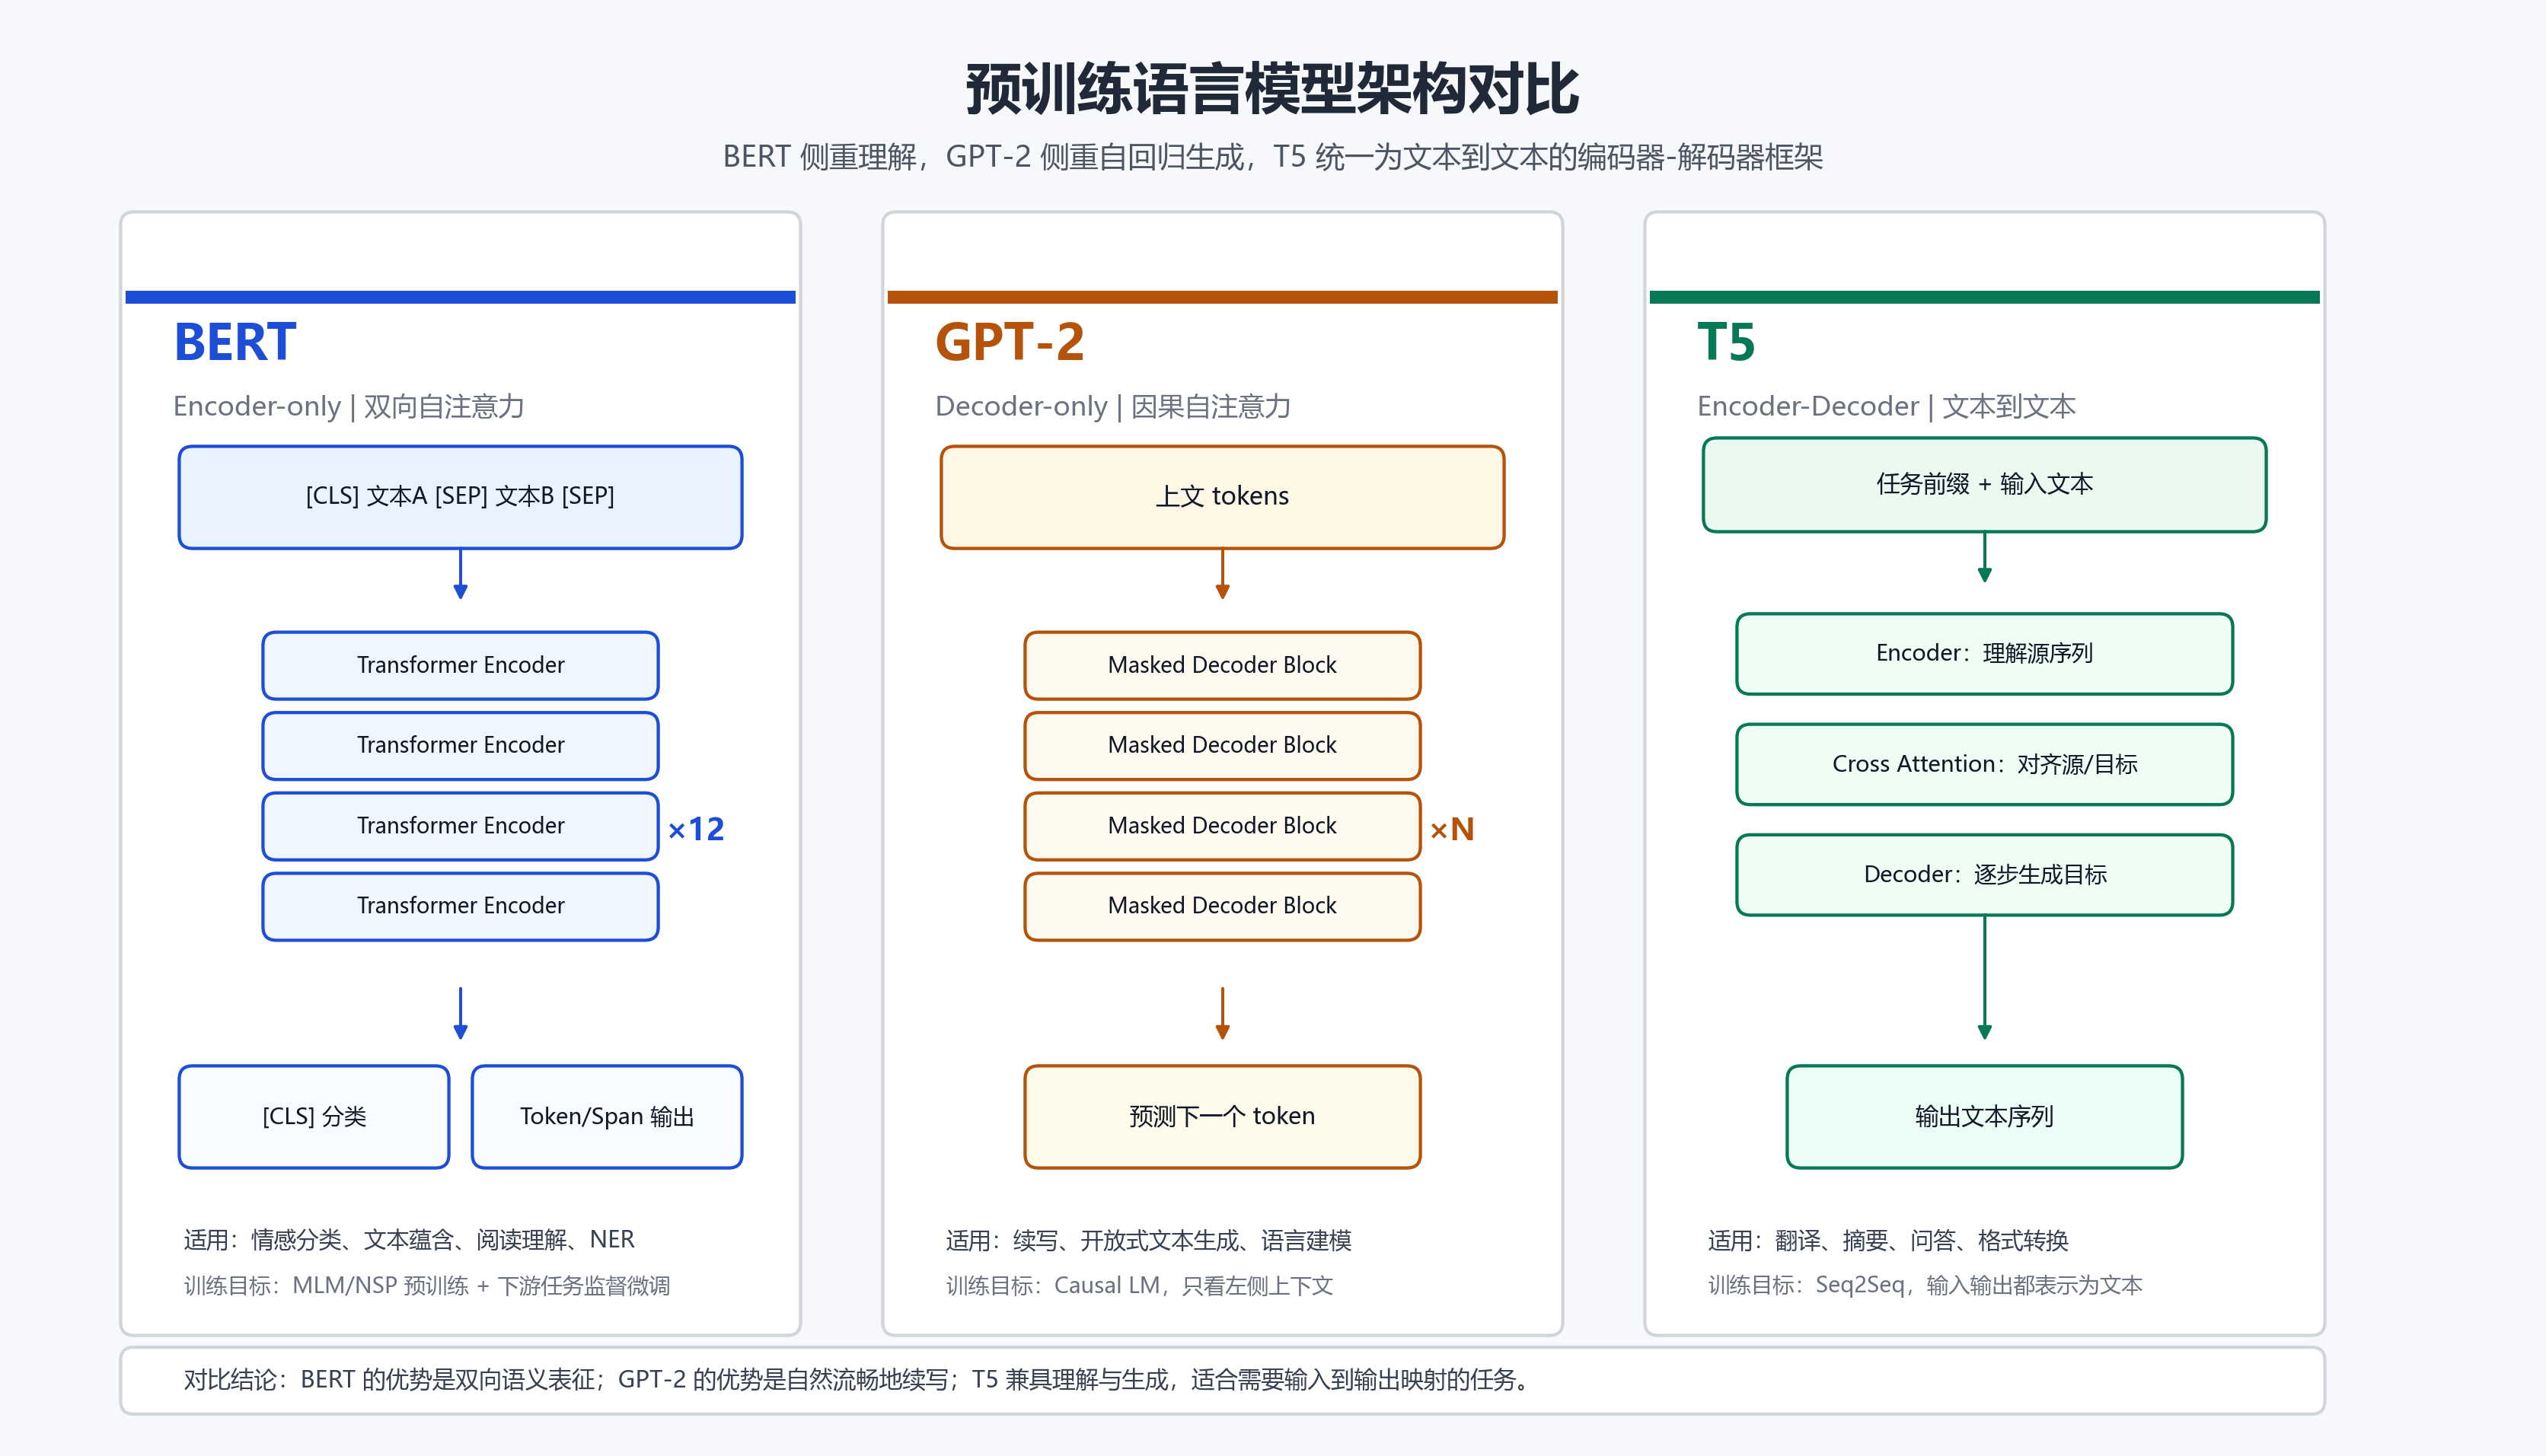 预训练语言模型架构对比
BERT 侧重理解，GPT-2 侧重自回归生成，T5 统一为文本到文本的编码器-解码器框架
BERT
Encoder-only | 双向自注意力
[CLS] 文本A [SEP] 文本B [SEP]
Transformer Encoder
Transformer Encoder
Transformer Encoder
×12
Transformer Encoder
[CLS] 分类
Token/Span 输出
适用：情感分类、文本蕴含、阅读理解、NER
训练目标：MLM/NSP 预训练 + 下游任务监督微调
GPT-2
Decoder-only | 因果自注意力
上文 tokens
Masked Decoder Block
Masked Decoder Block
Masked Decoder Block
×N
Masked Decoder Block
预测下一个 token
适用：续写、开放式文本生成、语言建模
训练目标：Causal LM，只看左侧上下文
T5
Encoder-Decoder | 文本到文本
任务前缀 + 输入文本
Encoder：理解源序列
Cross Attention：对齐源/目标
Decoder：逐步生成目标
输出文本序列
适用：翻译、摘要、问答、格式转换
训练目标：Seq2Seq，输入输出都表示为文本
对比结论：BERT 的优势是双向语义表征；GPT-2 的优势是自然流畅地续写；T5 兼具理解与生成，适合需要输入到输出映射的任务。